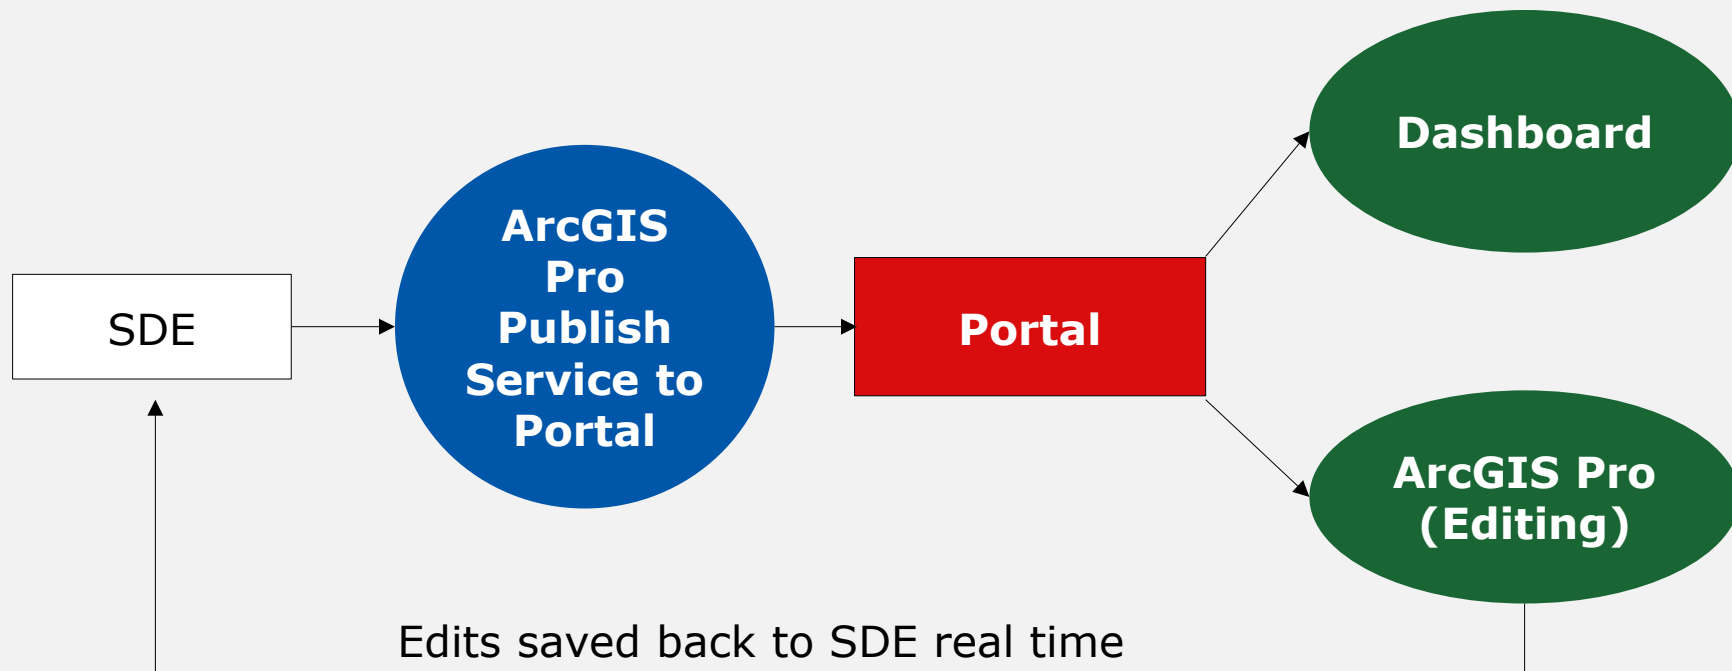 SDE
ArcGIS
Pro
Publish
Service to
Portal
Portal
Dashboard
ArcGIS Pro
(Editing)
Edits saved back to SDE real time